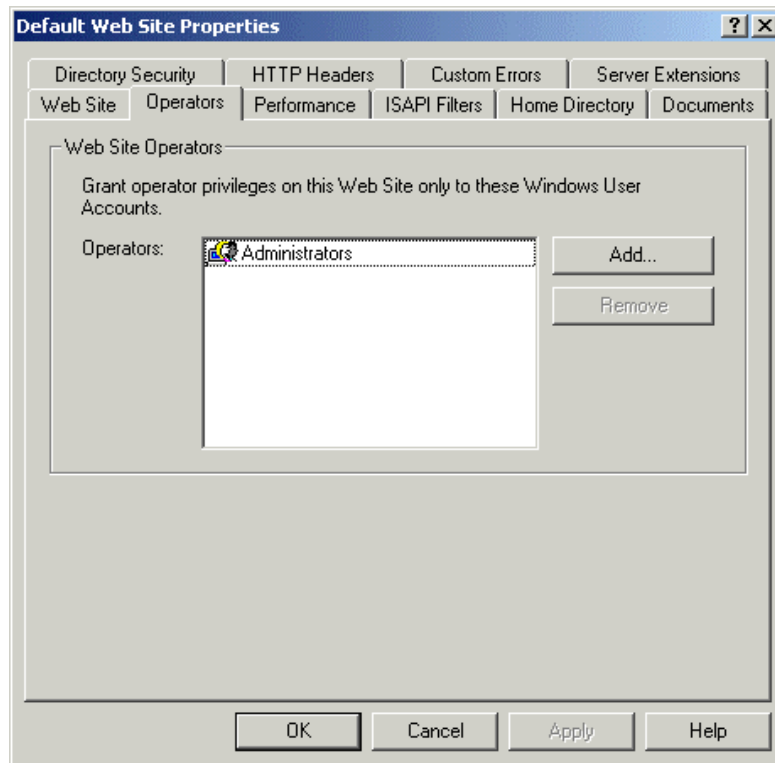 Default Web Site Properties
Directory Security HTTP Headers Custom Errors Server Extensions
Web Site Operators Performance ISAPI Filters Home Directory Documents
Web Site Operators
Grant operator privileges on this Web Site only to these Windows User
Accounts.
Operators: Administrators Add...
Remove
OK Cancel Apply Help